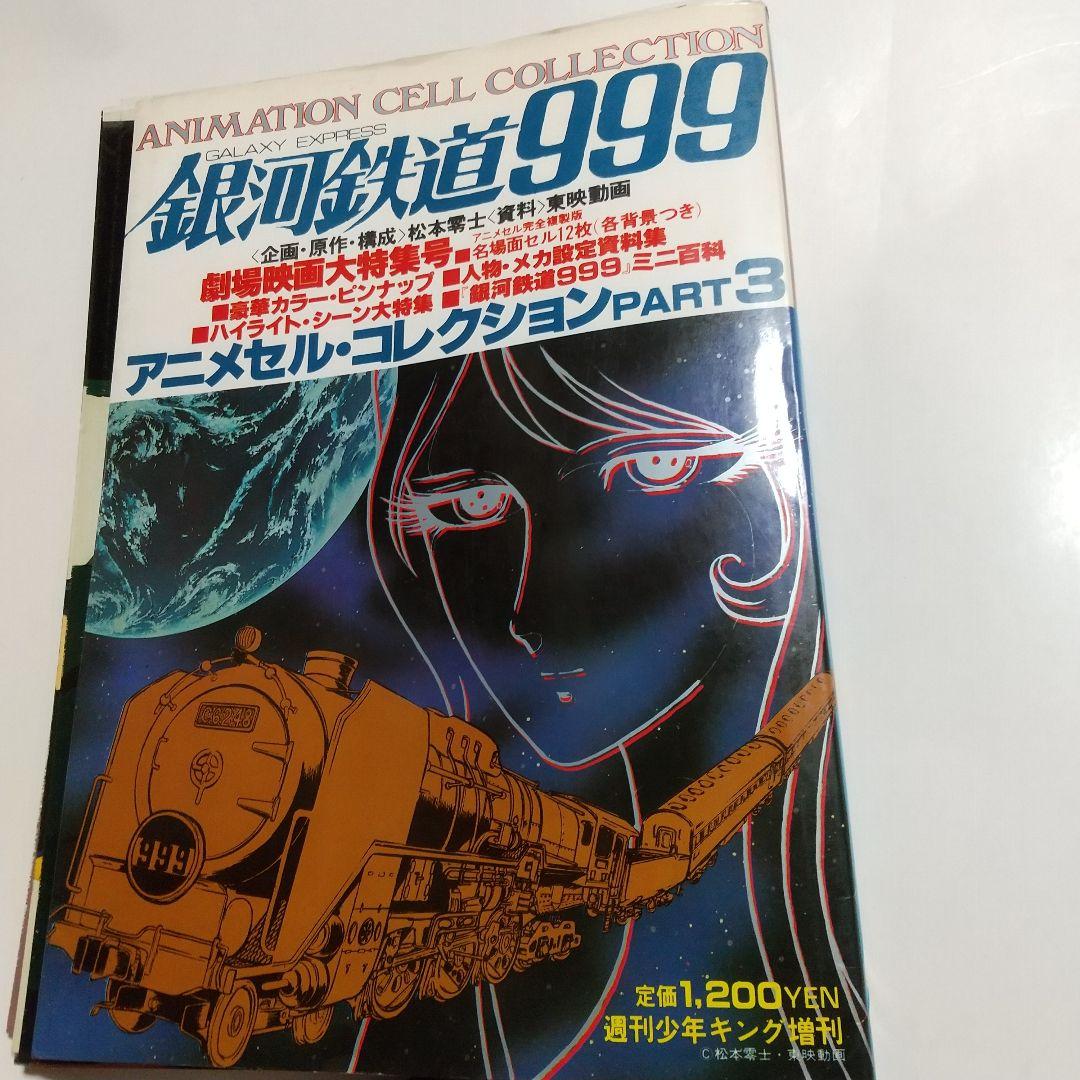 ANIMATION CELL COLLECTION
GALAXY EXPRESS
銀河鉄道999
〈企画・原作・構成〉松本零士〈資料〉東映動画
アニメセル完全複製版
劇場映画大特集号■名場面セル12枚(各背景つき)
■豪華カラー・ピンナップ ■人物・メカ設定資料集
■ハイライト・シーン大特集 ■『銀河鉄道999』ミニ百科
アニメセル・コレクションPART3
C6248
999
定価1,200YEN
週刊少年キング増刊
C松本零士・東映動画